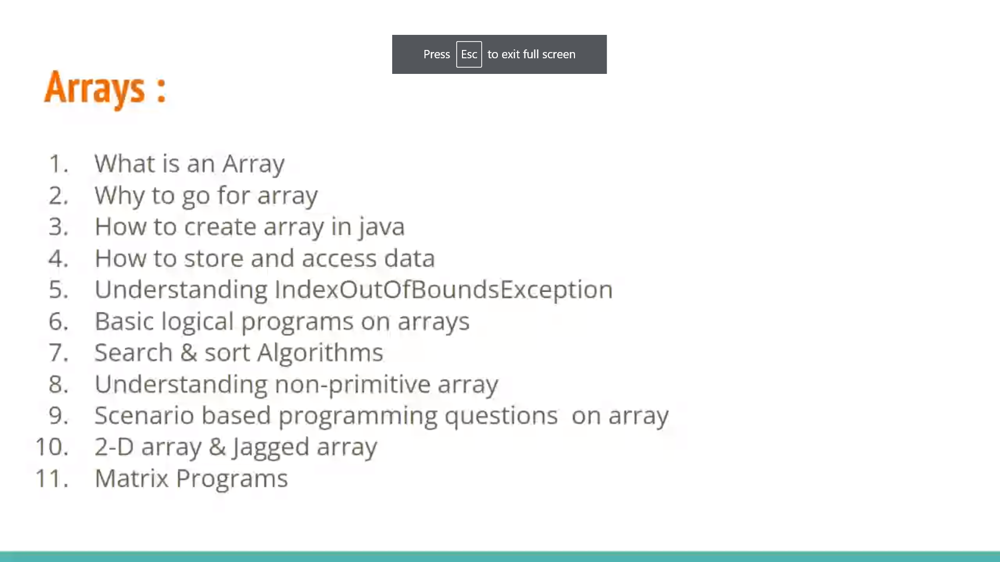 Press Esc to exit full screen
Arrays :
1. What is an Array
2. Why to go for array
3. How to create array in java
4. How to store and access data
5. Understanding IndexOutOfBoundsException
6. Basic logical programs on arrays
7. Search & sort Algorithms
8. Understanding non-primitive array
9. Scenario based programming questions  on array
10. 2-D array & Jagged array
11. Matrix Programs